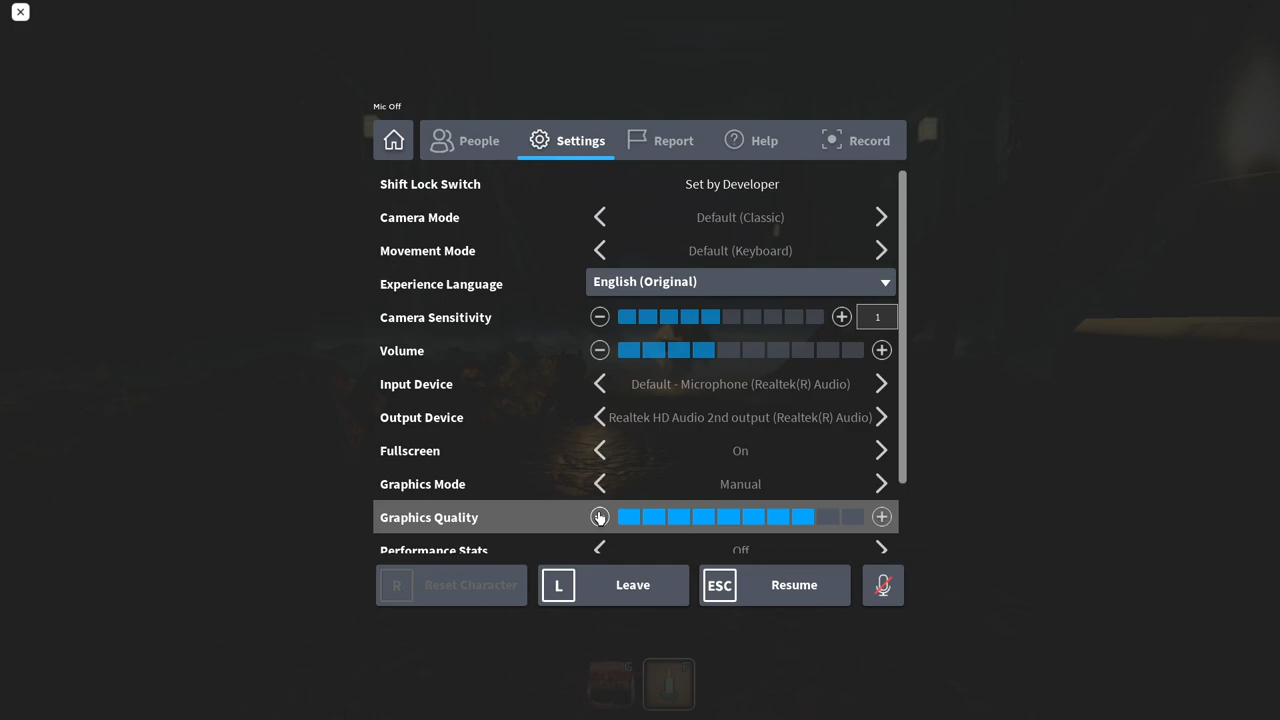 Mic Off
People Settings Report Help Record
Shift Lock Switch Set by Developer
Camera Mode Default (Classic)
Movement Mode Default (Keyboard)
Experience Language English (Original)
Camera Sensitivity 1
Volume
Input Device Default - Microphone (Realtek(R) Audio)
Output Device Realtek HD Audio 2nd output (Realtek(R) Audio)
Fullscreen On
Graphics Mode Manual
Graphics Quality
Performance Stats Off
R Reset Character L Leave ESC Resume